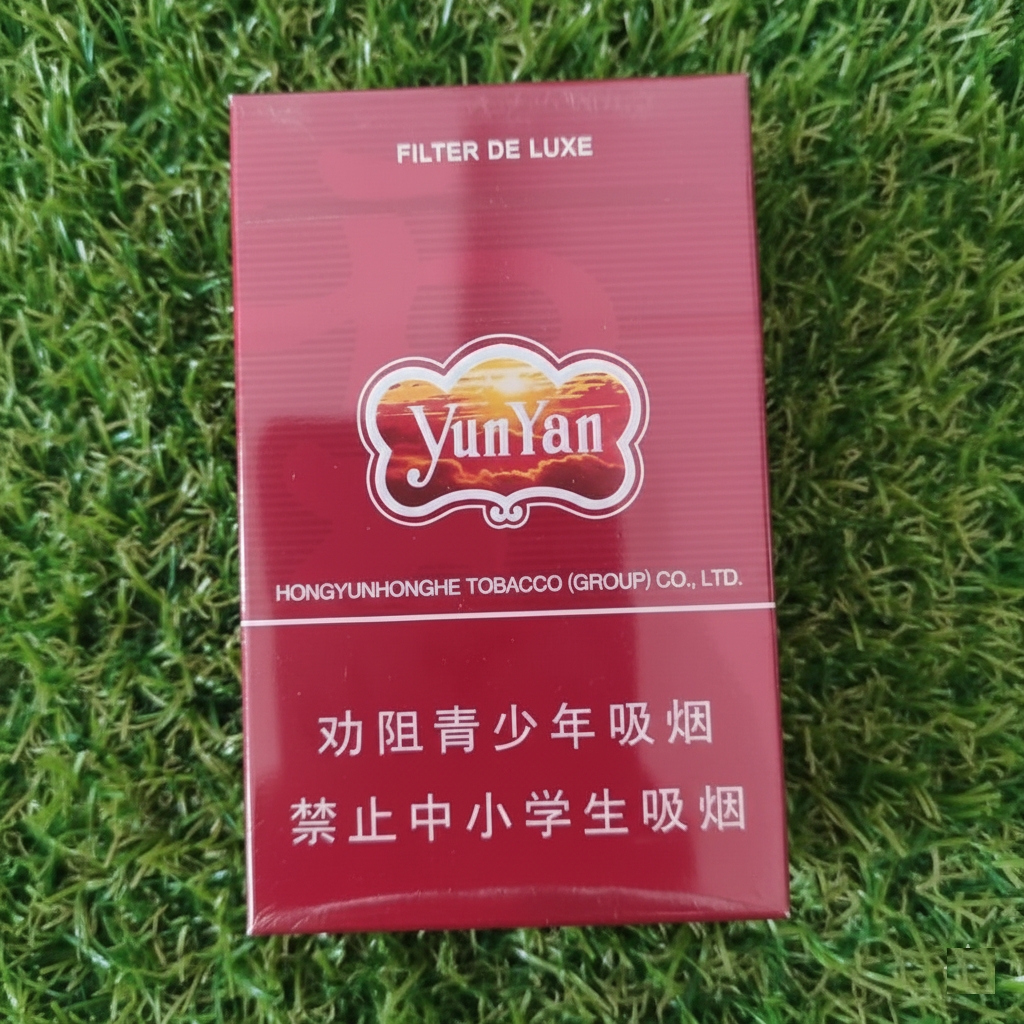 FILTER DE LUXE
YunYan
HONGYUNHONGHE TOBACCO (GROUP) CO., LTD.
劝阻青少年吸烟
禁止中小学生吸烟